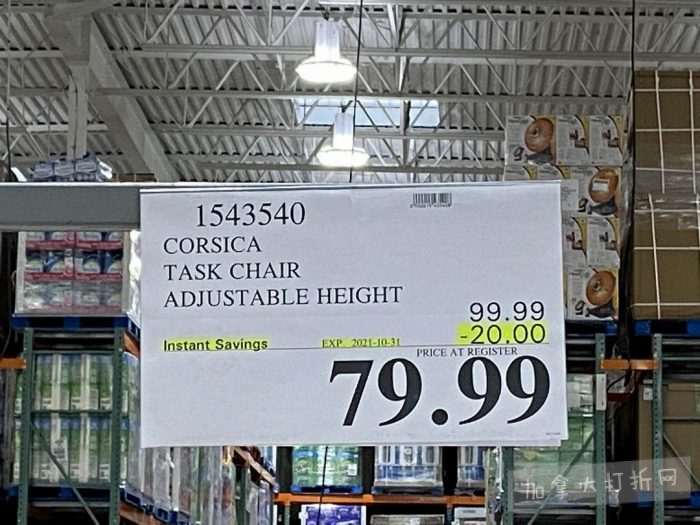 1543540
CORSICA
TASK CHAIR
ADJUSTABLE HEIGHT
99.99
Instant Savings EXP. 2021-10-31 -20.00
PRICE AT REGISTER
79.99
加拿大打折网